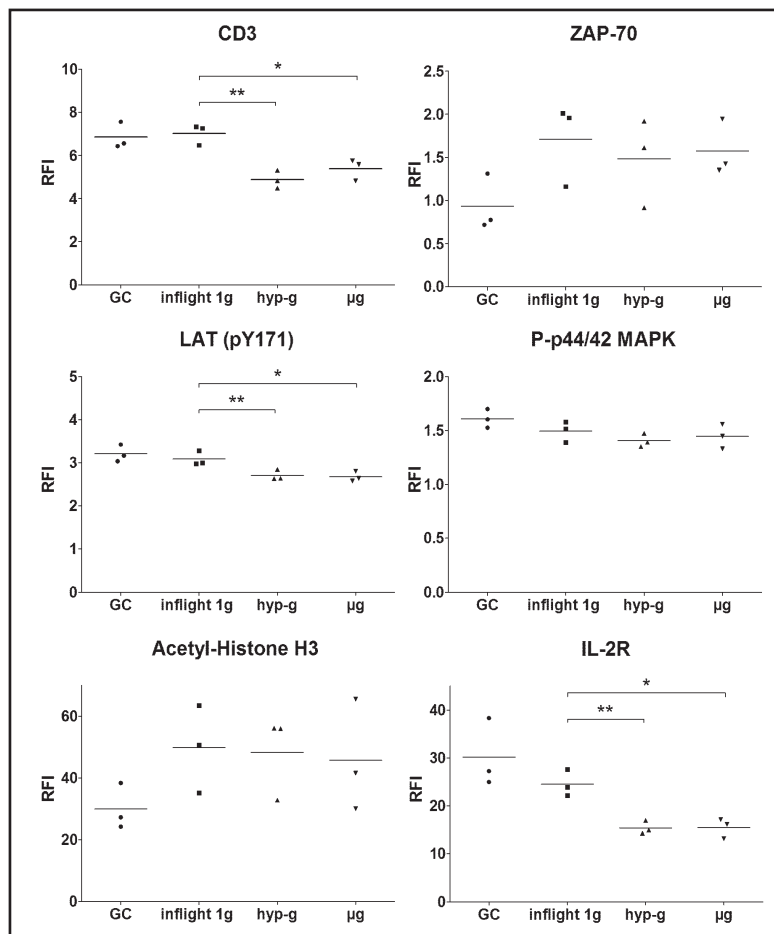 CD3
10
8
6
4
2
0
RFI
*
**
GC inflight 1g hyp-g µg
ZAP-70
2.5
2.0
1.5
1.0
0.5
0.0
RFI
GC inflight 1g hyp-g µg
LAT (pY171)
5
4
3
2
1
0
RFI
*
**
GC inflight 1g hyp-g µg
P-p44/42 MAPK
2.0
1.5
1.0
0.5
0.0
RFI
GC inflight 1g hyp-g µg
Acetyl-Histone H3
60
40
20
0
RFI
GC inflight 1g hyp-g µg
IL-2R
40
30
20
10
0
RFI
*
**
GC inflight 1g hyp-g µg